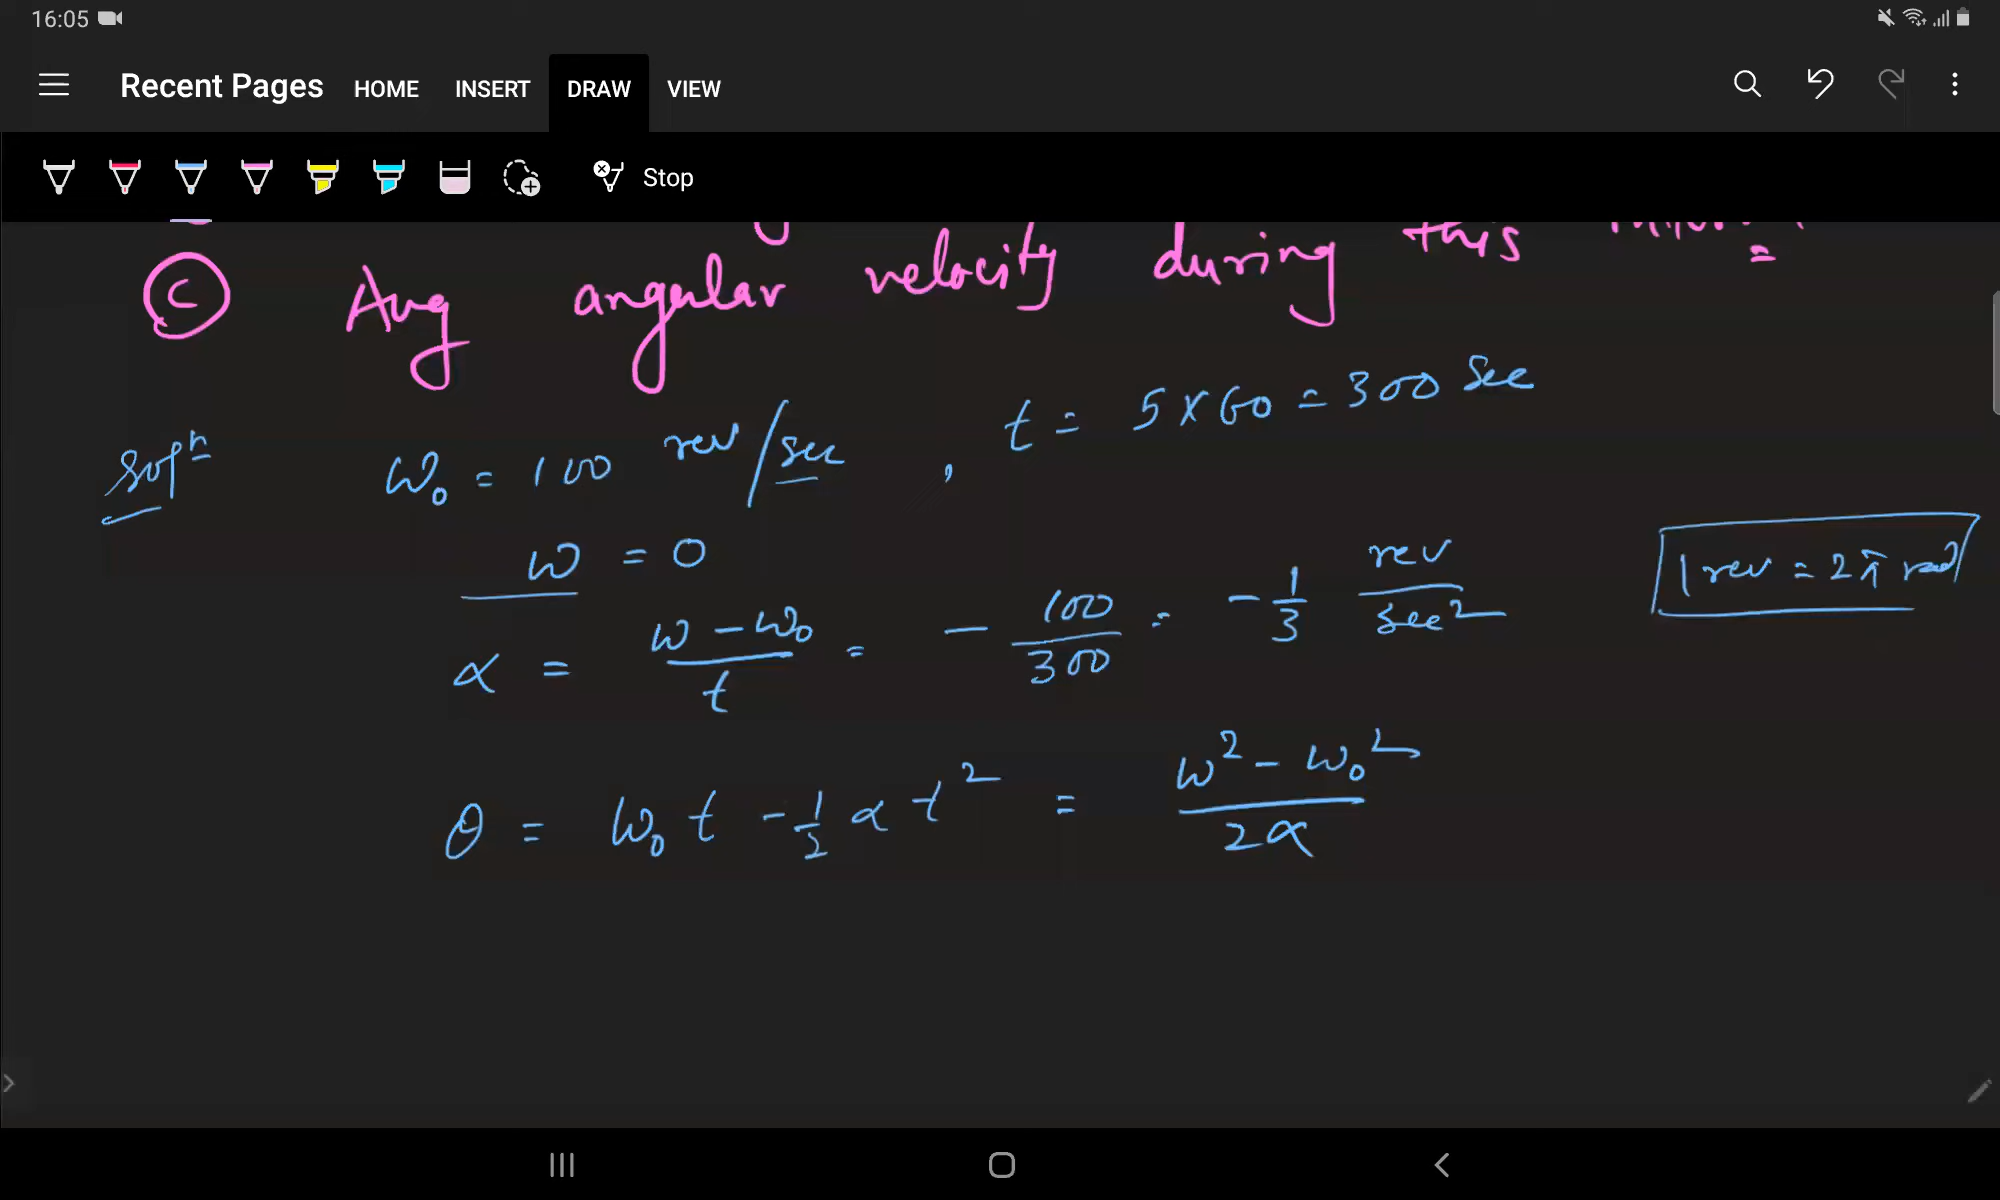 16:05
Recent Pages HOME INSERT DRAW VIEW
Stop
(C) Avg angular velocity during this
Solⁿ ω₀ = 100 rev/sec , t = 5×60 = 300 sec
ω = 0
1 rev = 2π rad
α = (ω - ω₀)/t = - 100/300 = - 1/3 rev/sec²
θ = ω₀t - 1/2 αt² = (ω² - ω₀²)/2α